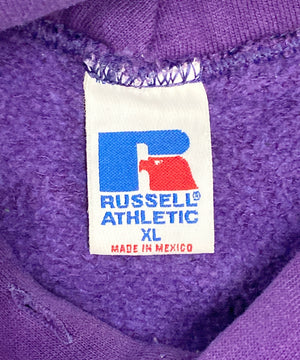 RUSSELL®
ATHLETIC
XL
MADE IN MEXICO